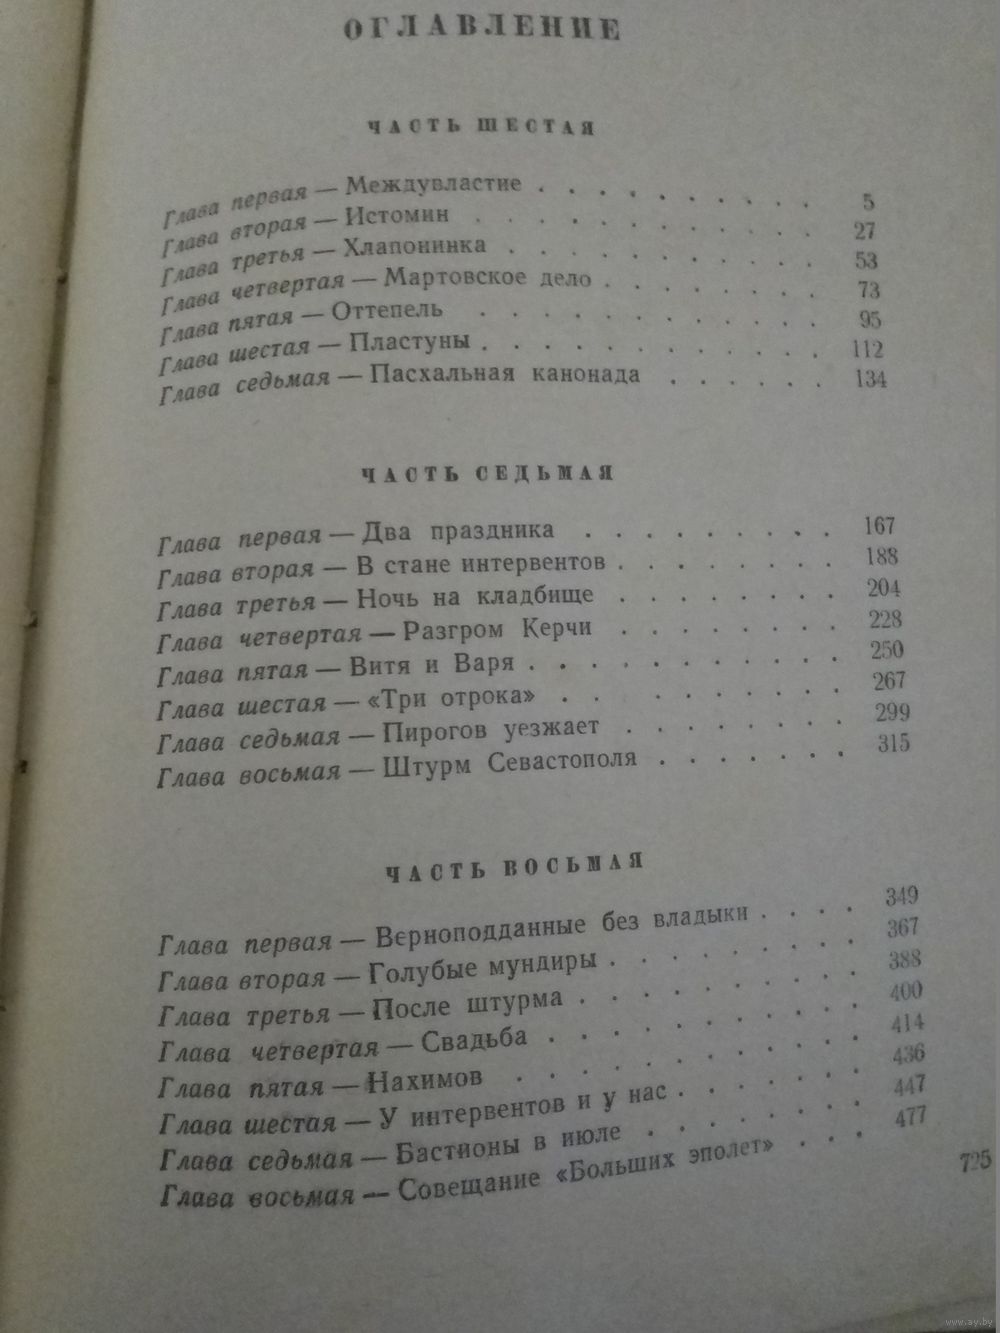 ОГЛАВЛЕНИЕ
ЧАСТЬ ШЕСТАЯ
Глава первая — Междувластие . . . . . . . . . . 5
Глава вторая — Истомин . . . . . . . . . . . . 27
Глава третья — Хлапонинка . . . . . . . . . . . 53
Глава четвертая — Мартовское дело . . . . . . . . 73
Глава пятая — Оттепель . . . . . . . . . . . . 95
Глава шестая — Пластуны . . . . . . . . . . . . 112
Глава седьмая — Пасхальная канонада . . . . . . 134
ЧАСТЬ СЕДЬМАЯ
Глава первая — Два праздника . . . . . . . . . 167
Глава вторая — В стане интервентов . . . . . . . . 188
Глава третья — Ночь на кладбище . . . . . . . . 204
Глава четвертая — Разгром Керчи . . . . . . . . 228
Глава пятая — Витя и Варя . . . . . . . . . . . 250
Глава шестая — «Три отрока» . . . . . . . . . 267
Глава седьмая — Пирогов уезжает . . . . . . . . 299
Глава восьмая — Штурм Севастополя . . . . . . . 315
ЧАСТЬ ВОСЬМАЯ
Глава первая — Верноподданные без владыки . . . . 349
Глава вторая — Голубые мундиры . . . . . . . . . 367
Глава третья — После штурма . . . . . . . . . . 388
Глава четвертая — Свадьба . . . . . . . . . . . 400
Глава пятая — Нахимов . . . . . . . . . . . . 414
Глава шестая — У интервентов и у нас . . . . . . . 436
Глава седьмая — Бастионы в июле . . . . . . . . 447
Глава восьмая — Совещание «Больших эполет» . . . 477
725
www.ay.by